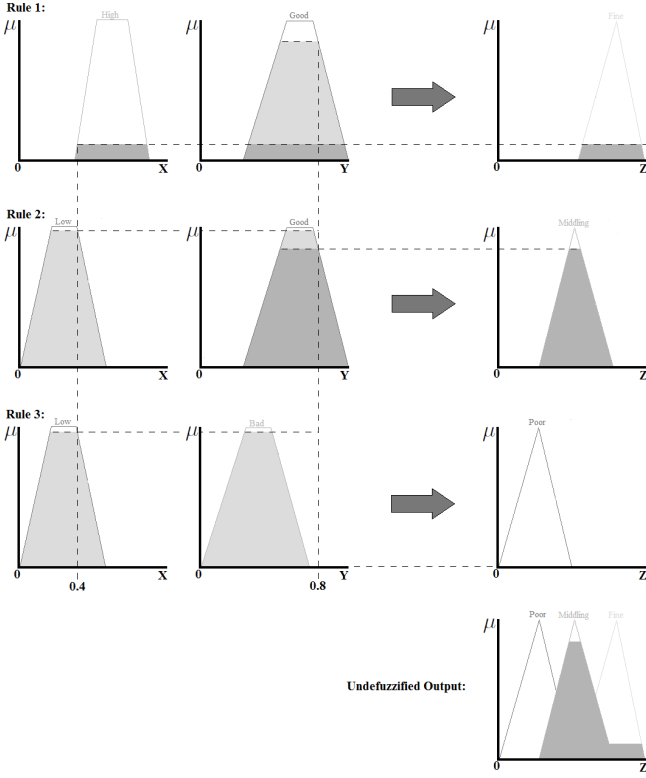 Rule 1:
High
Good
Fine
μ
μ
μ
0
X
0
Y
0
Z
Rule 2:
Low
Good
Middling
μ
μ
μ
0
X
0
Y
0
Z
Rule 3:
Low
Bad
Poor
μ
μ
μ
0
X
0
Y
0
Z
0.4
0.8
Poor
Middling
Fine
μ
Undefuzzified Output:
0
Z